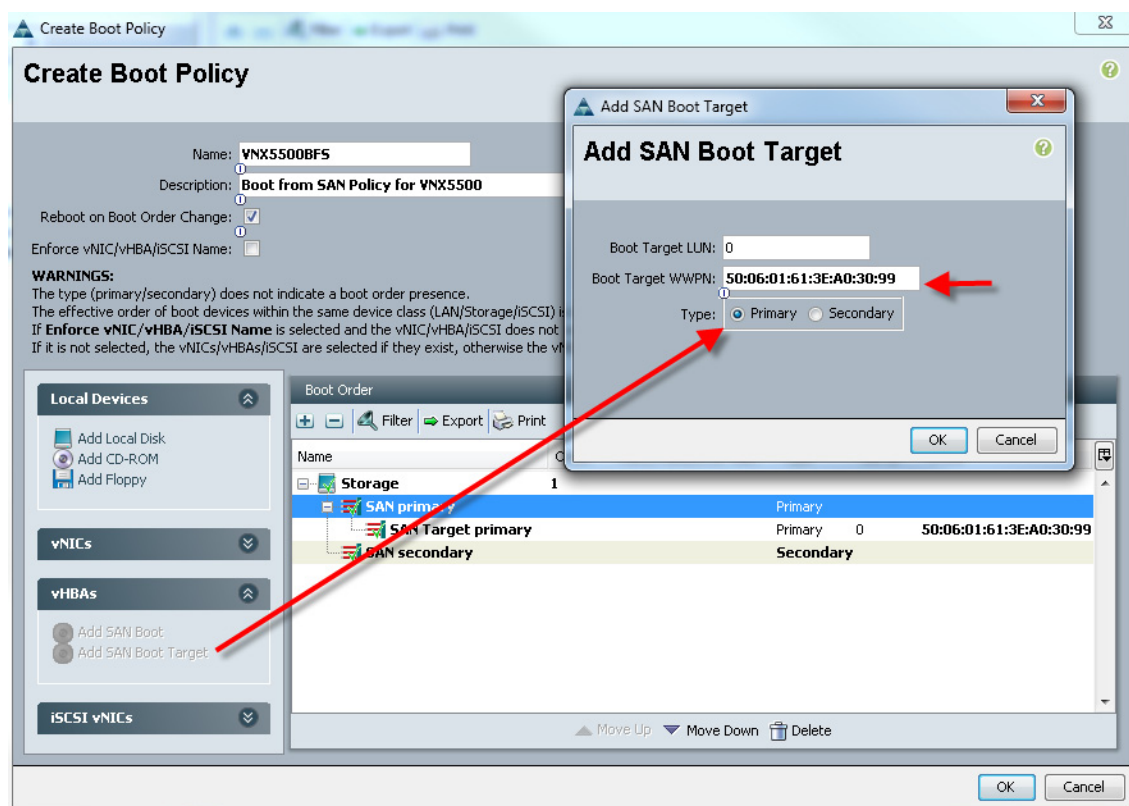 Create Boot Policy
Create Boot Policy
Name: VNX5500BFS
Description: Boot from SAN Policy for VNX5500
Reboot on Boot Order Change:
Enforce vNIC/vHBA/iSCSI Name:
WARNINGS:
The type (primary/secondary) does not indicate a boot order presence.
The effective order of boot devices within the same device class (LAN/Storage/iSCSI)
If Enforce vNIC/vHBA/iSCSI Name is selected and the vNIC/vHBA/iSCSI does not
If it is not selected, the vNICs/vHBAs/iSCSI are selected if they exist, otherwise the
Add SAN Boot Target
Add SAN Boot Target
Boot Target LUN: 0
Boot Target WWPN: 50:06:01:61:3E:A0:30:99
Type: Primary Secondary
OK Cancel
Local Devices
Add Local Disk
Add CD-ROM
Add Floppy
vNICs
vHBAs
Add SAN Boot
Add SAN Boot Target
iSCSI vNICs
Boot Order
Filter Export Print
Name
Storage 1
SAN primary Primary
SAN Target primary Primary 0 50:06:01:61:3E:A0:30:99
SAN secondary Secondary
Move Up Move Down Delete
OK Cancel